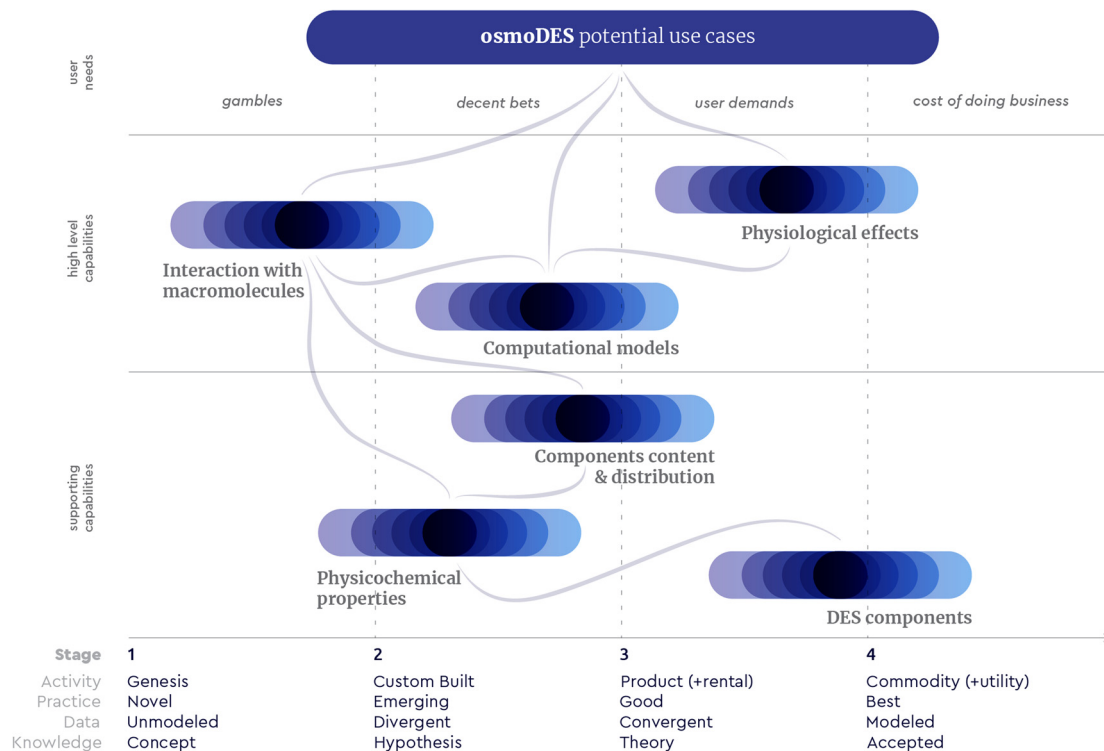 osmoDES potential use cases
user
needs
gambles
decent bets
user demands
cost of doing business
high level
capabilities
Physiological effects
Interaction with
macromolecules
Computational models
supporting
capabilities
Components content
& distribution
Physicochemical
properties
DES components
Stage 1 2 3 4
Activity Genesis Custom Built Product (+rental) Commodity (+utility)
Practice Novel Emerging Good Best
Data Unmodeled Divergent Convergent Modeled
Knowledge Concept Hypothesis Theory Accepted